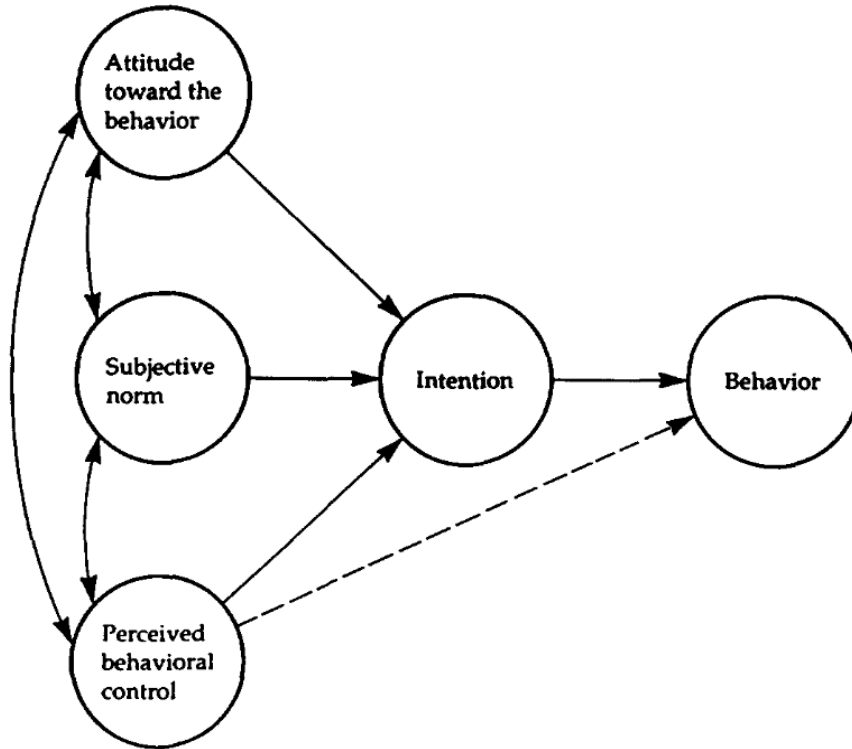 Attitude
toward the
behavior
Subjective
norm
Intention
Behavior
Perceived
behavioral
control